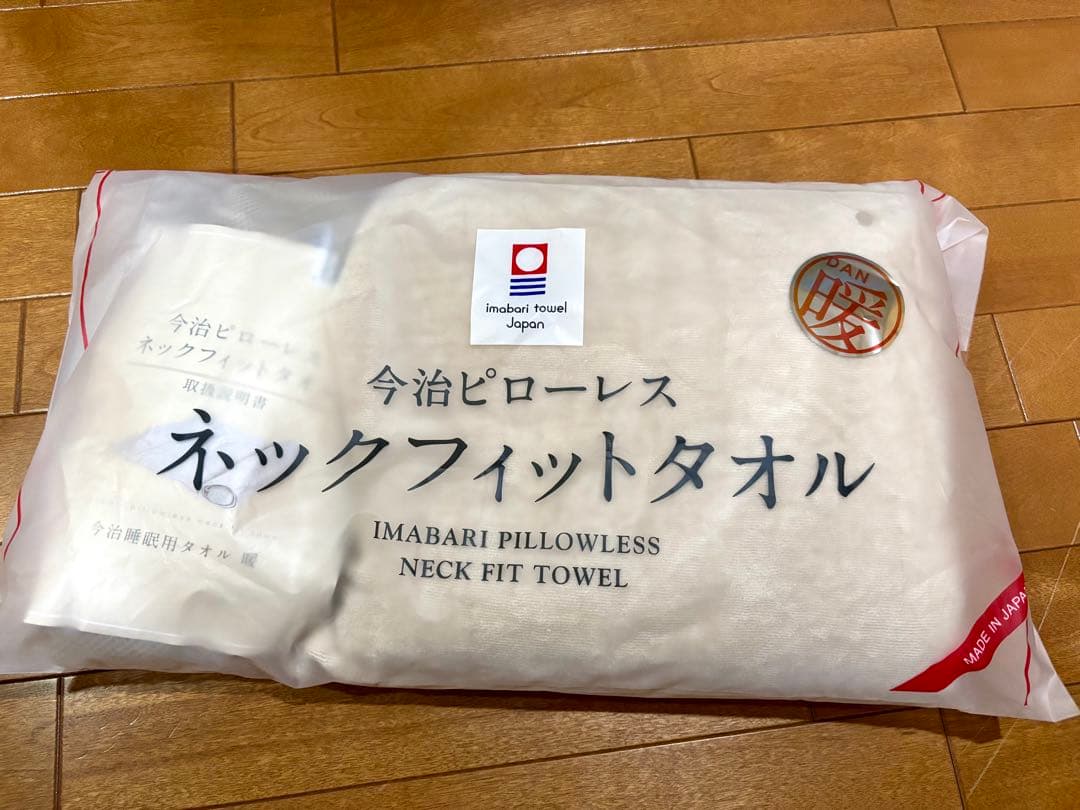 imabari towel
Japan
DAN
暖
今治ピローレス
ネックフィットタオル
IMABARI PILLOWLESS
NECK FIT TOWEL
MADE IN JAPAN
今治ピローレス
ネックフィットタオ
取扱説明書
今治睡眠用タオル 暖